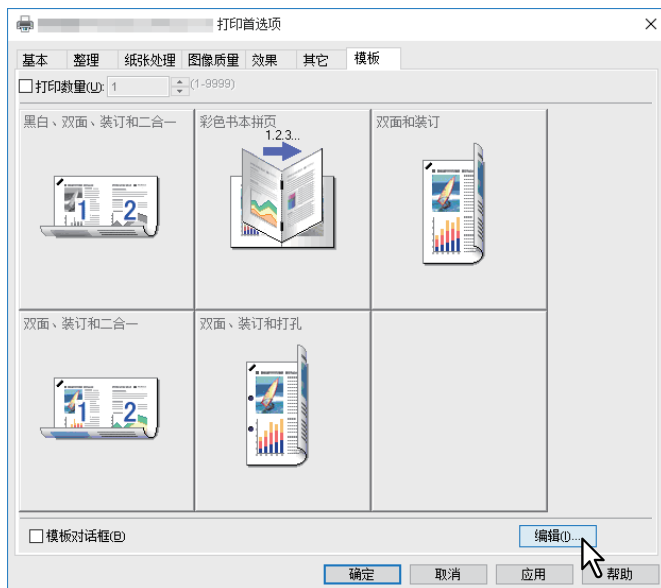 打印首选项
基本 整理 纸张处理 图像质量 效果 其它 模板
打印数量(U): 1 (1-9999)
黑白、双面、装订和二合一 彩色书本拼页 双面和装订
1.2.3...
1 2
双面、装订和二合一 双面、装订和打孔
1 2
模板对话框(B) 编辑(I)...
确定 取消 应用 帮助